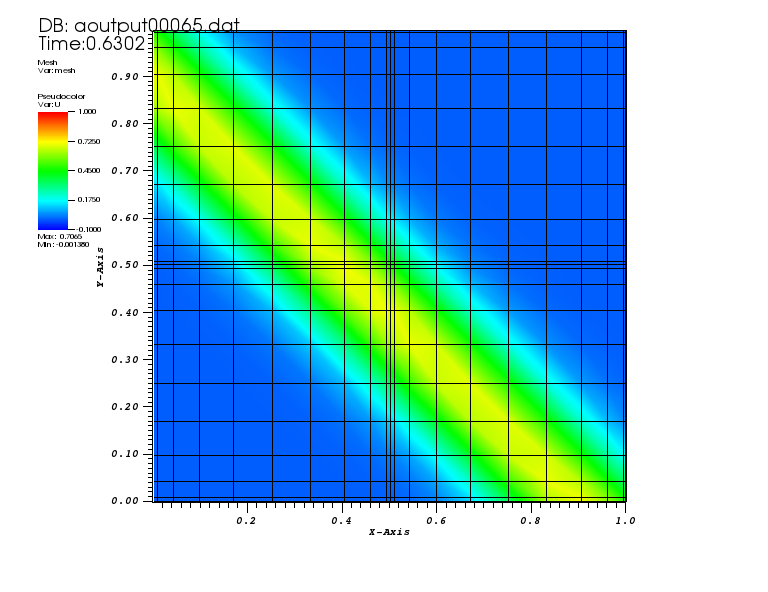 DB: aoutput00065.dat
Time:0.6302
Mesh
Var: mesh
Pseudocolor
Var: U
1.000
0.7250
0.4500
0.1750
-0.1000
Max: 0.7065
Min: -0.001380
Y-Axis
0.90
0.80
0.70
0.60
0.50
0.40
0.30
0.20
0.10
0.00
0.2 0.4 0.6 0.8 1.0
X-Axis